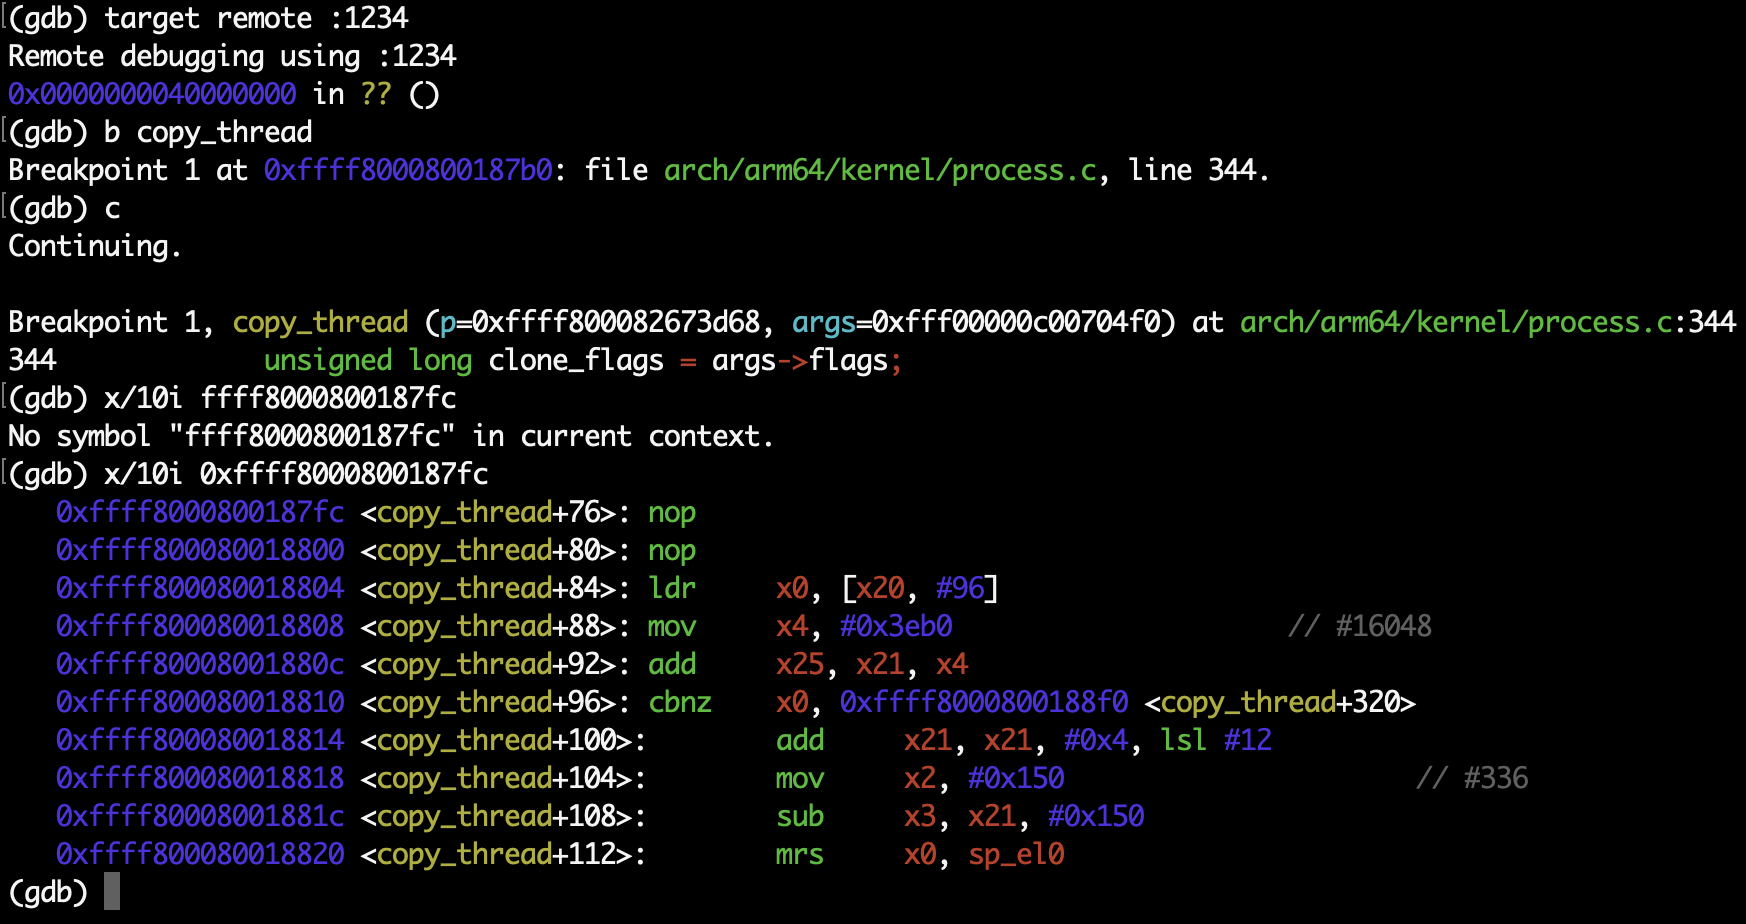 (gdb) target remote :1234
Remote debugging using :1234
0x0000000040000000 in ?? ()
(gdb) b copy_thread
Breakpoint 1 at 0xffff8000800187b0: file arch/arm64/kernel/process.c, line 344.
(gdb) c
Continuing.
Breakpoint 1, copy_thread (p=0xffff800082673d68, args=0xfff00000c00704f0) at arch/arm64/kernel/process.c:344
344 unsigned long clone_flags = args->flags;
(gdb) x/10i ffff8000800187fc
No symbol "ffff8000800187fc" in current context.
(gdb) x/10i 0xffff8000800187fc
0xffff8000800187fc <copy_thread+76>: nop
0xffff800080018800 <copy_thread+80>: nop
0xffff800080018804 <copy_thread+84>: ldr x0, [x20, #96]
0xffff800080018808 <copy_thread+88>: mov x4, #0x3eb0 // #16048
0xffff80008001880c <copy_thread+92>: add x25, x21, x4
0xffff800080018810 <copy_thread+96>: cbnz x0, 0xffff8000800188f0 <copy_thread+320>
0xffff800080018814 <copy_thread+100>: add x21, x21, #0x4, lsl #12
0xffff800080018818 <copy_thread+104>: mov x2, #0x150 // #336
0xffff80008001881c <copy_thread+108>: sub x3, x21, #0x150
0xffff800080018820 <copy_thread+112>: mrs x0, sp_el0
(gdb)